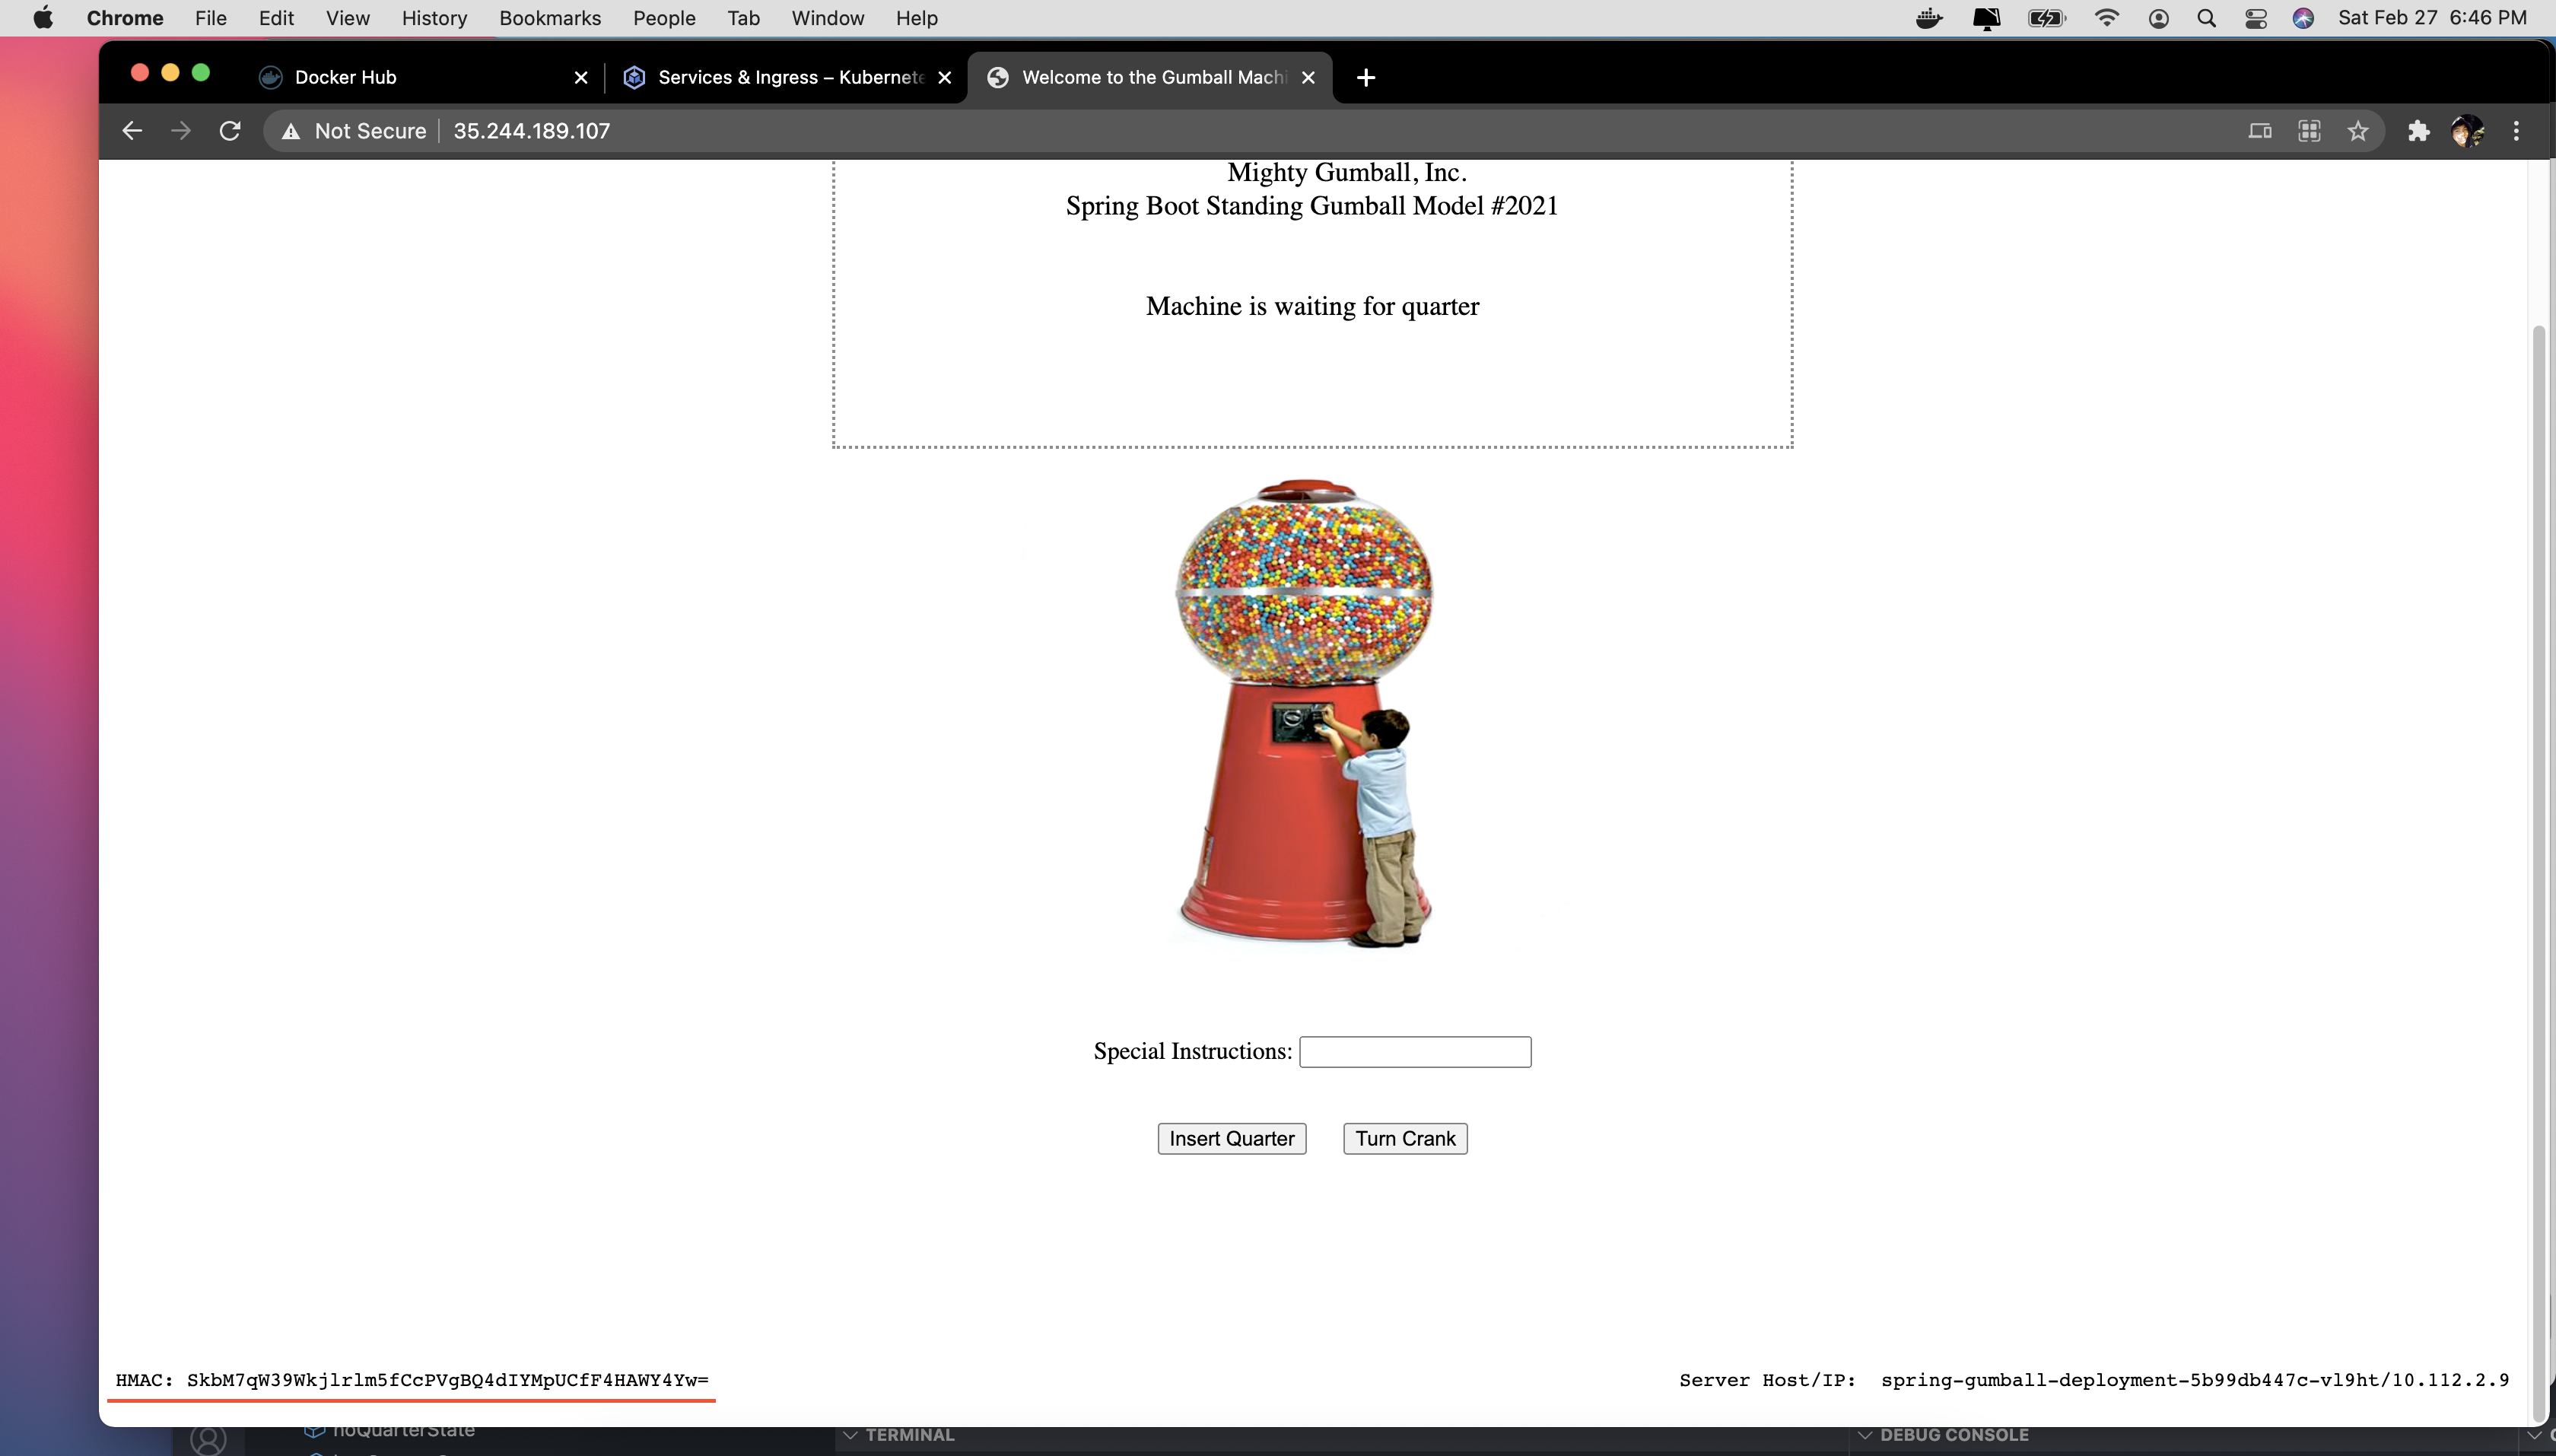 Chrome File Edit View History Bookmarks People Tab Window Help Sat Feb 27 6:46 PM
Docker Hub Services & Ingress – Kubernete Welcome to the Gumball Machi
Not Secure 35.244.189.107
Mighty Gumball, Inc.
Spring Boot Standing Gumball Model #2021
Machine is waiting for quarter
Special Instructions:
Insert Quarter Turn Crank
HMAC: SkbM7qW39Wkjlrlm5fCcPVgBQ4dIYMpUCfF4HAWY4Yw= Server Host/IP: spring-gumball-deployment-5b99db447c-vl9ht/10.112.2.9
noQuarterState TERMINAL DEBUG CONSOLE